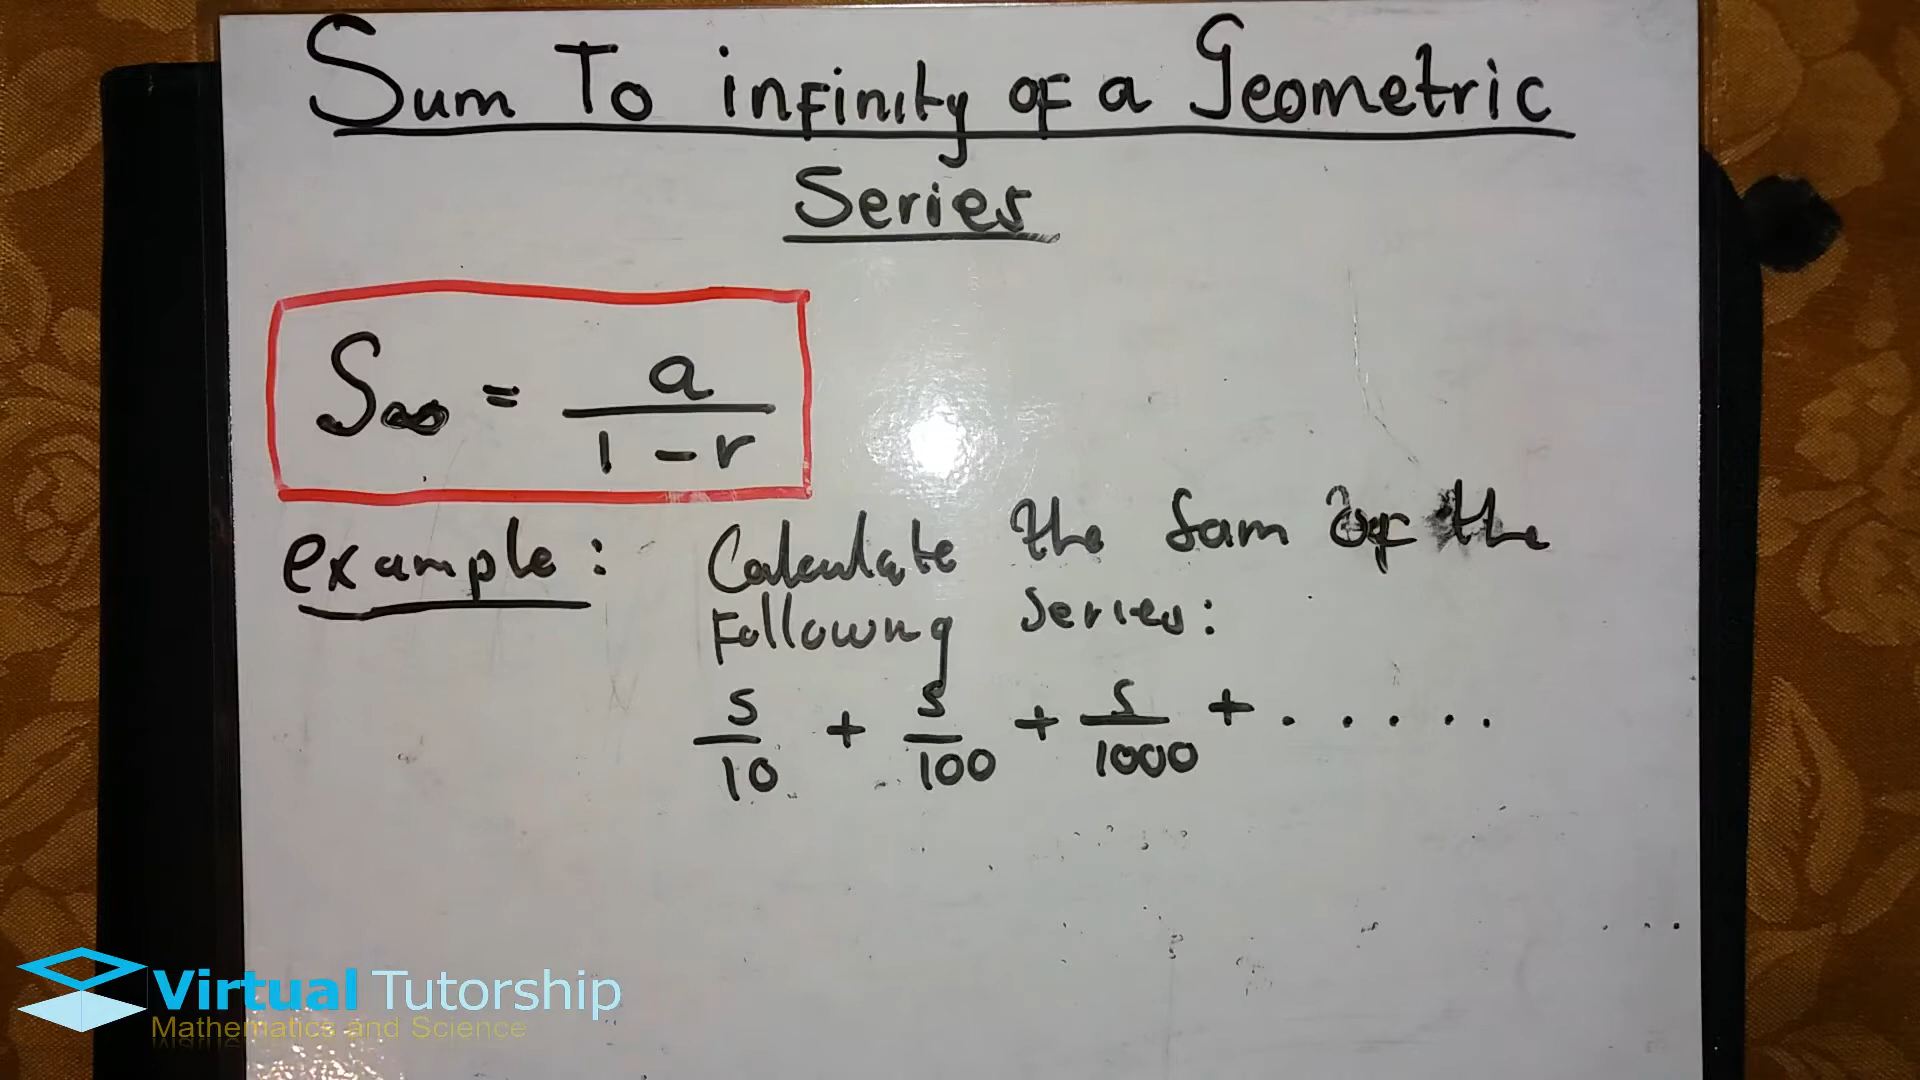 Sum To infinity of a Geometric
Series
S∞ = a / 1 - r
example: Calculate the Sum of the
Following Series:
5/10 + 5/100 + 5/1000 + . . . . . .
Virtual Tutorship
Mathematics and Science